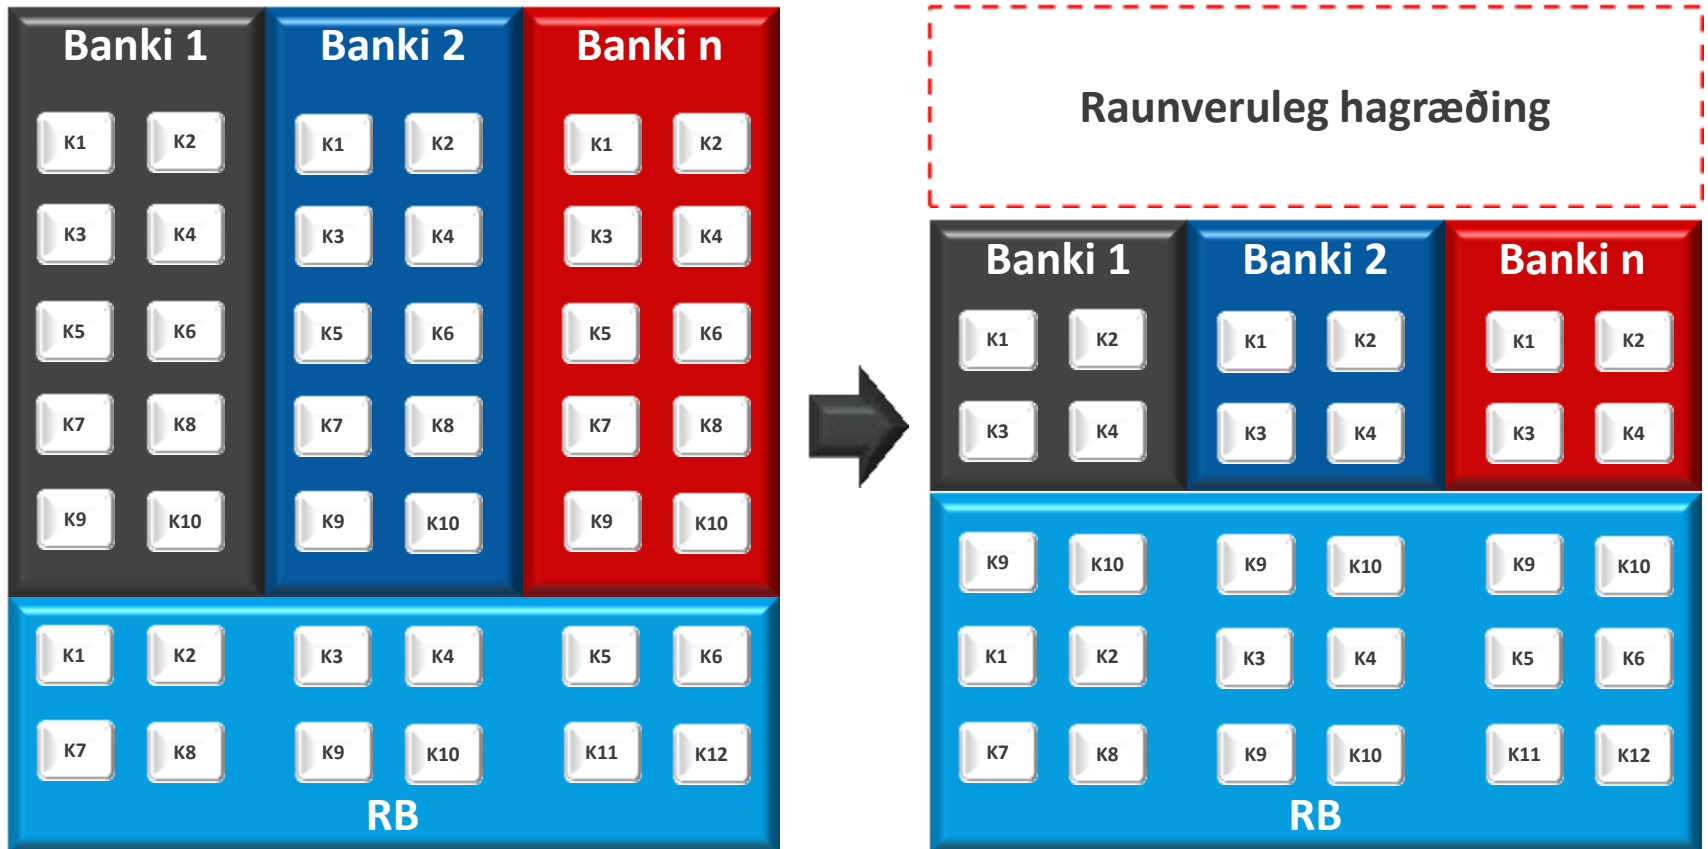 Banki 1 Banki 2 Banki n
K1 K2 K1 K2 K1 K2
K3 K4 K3 K4 K3 K4
K5 K6 K5 K6 K5 K6
K7 K8 K7 K8 K7 K8
K9 K10 K9 K10 K9 K10
K1 K2 K3 K4 K5 K6
K7 K8 K9 K10 K11 K12
RB
Raunveruleg hagræðing
Banki 1 Banki 2 Banki n
K1 K2 K1 K2 K1 K2
K3 K4 K3 K4 K3 K4
K9 K10 K9 K10 K9 K10
K1 K2 K3 K4 K5 K6
K7 K8 K9 K10 K11 K12
RB